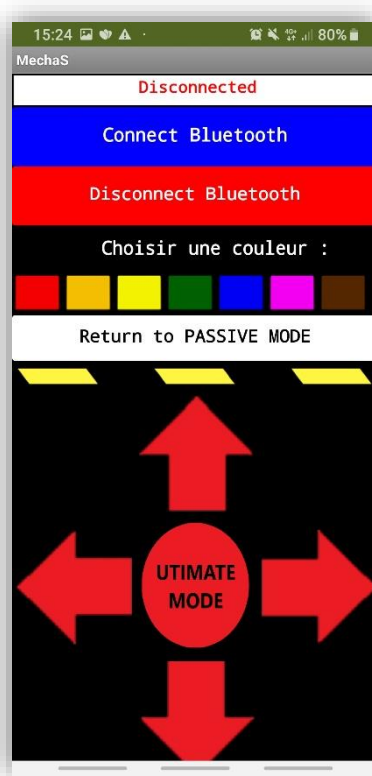 15:24 80%
MechaS
Disconnected
Connect Bluetooth
Disconnect Bluetooth
Choisir une couleur :
Return to PASSIVE MODE
UTIMATE
MODE